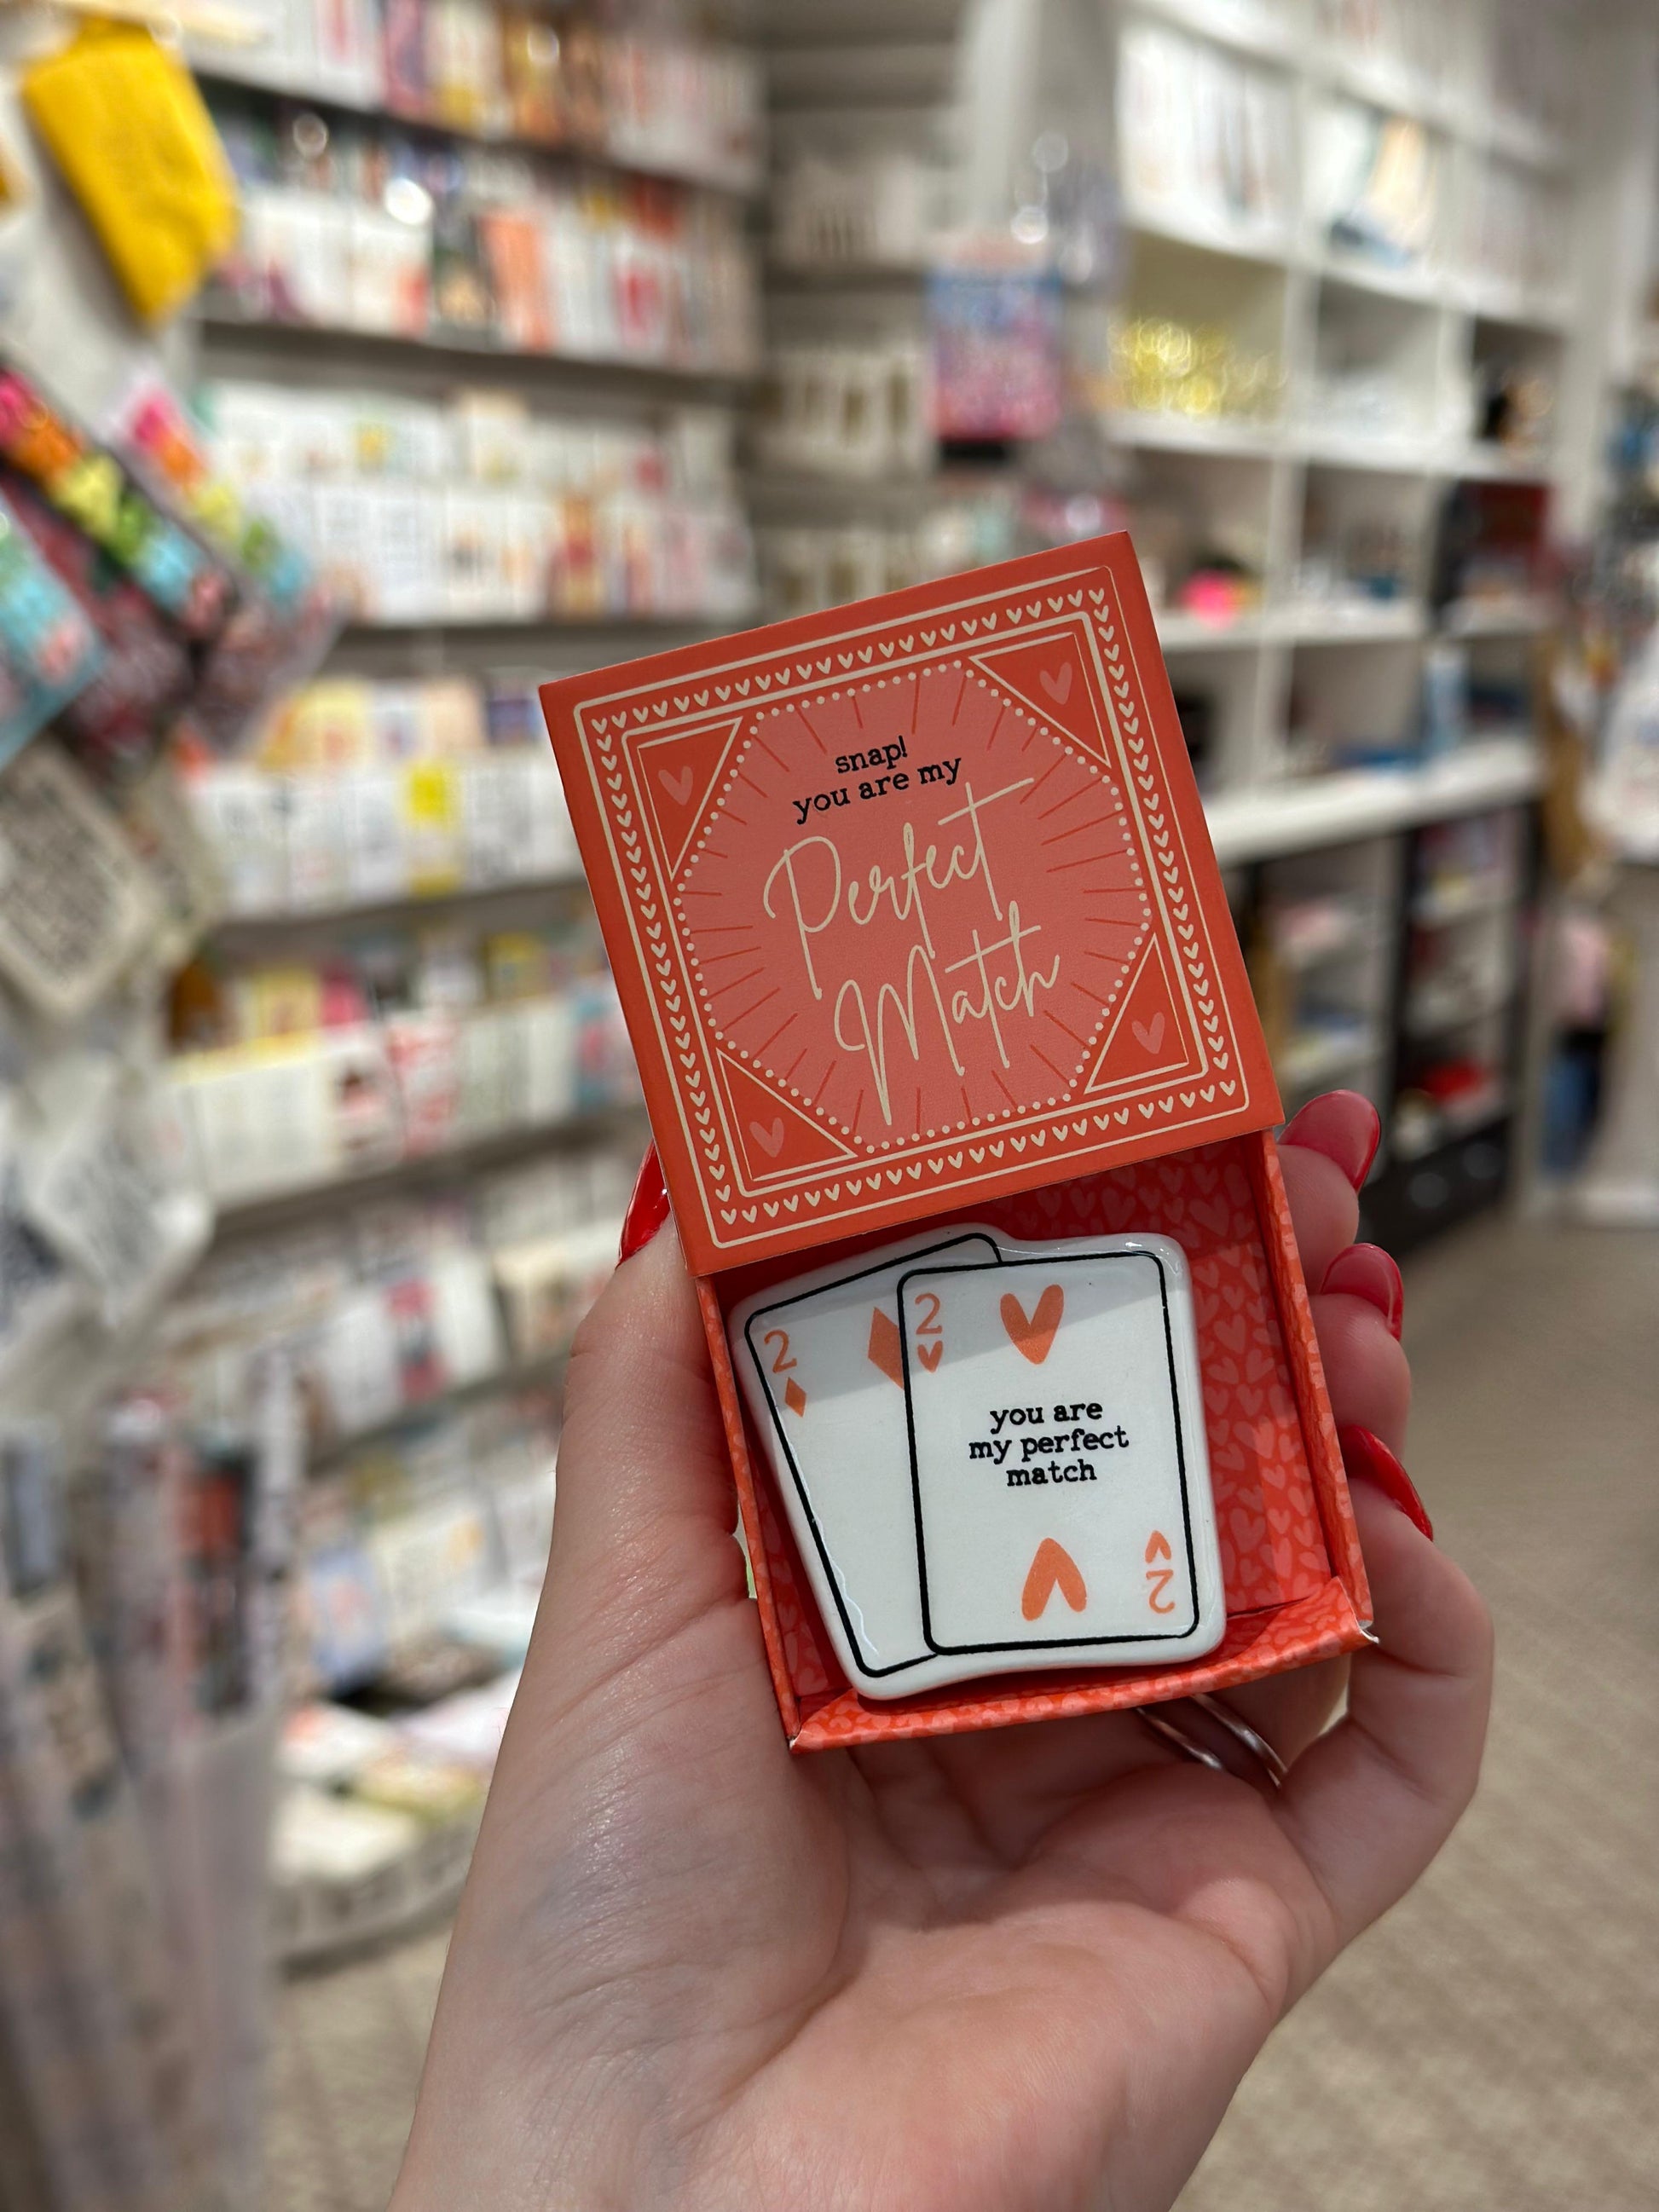 snap!
you are my
Perfect
Match
2
2
you are
my perfect
match
2